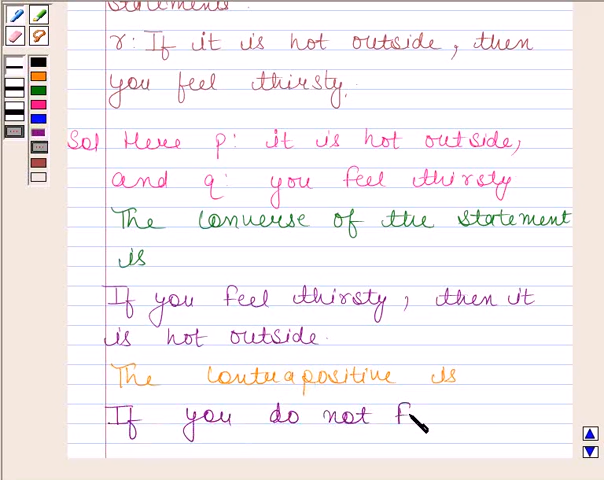 statements.
r: If it is hot outside, then
you feel thirsty.
Sol Here p: it is hot outside,
and q: you feel thirsty
The converse of the statement
is
If you feel thirsty, then it
is hot outside.
The contrapositive is
If you do not f